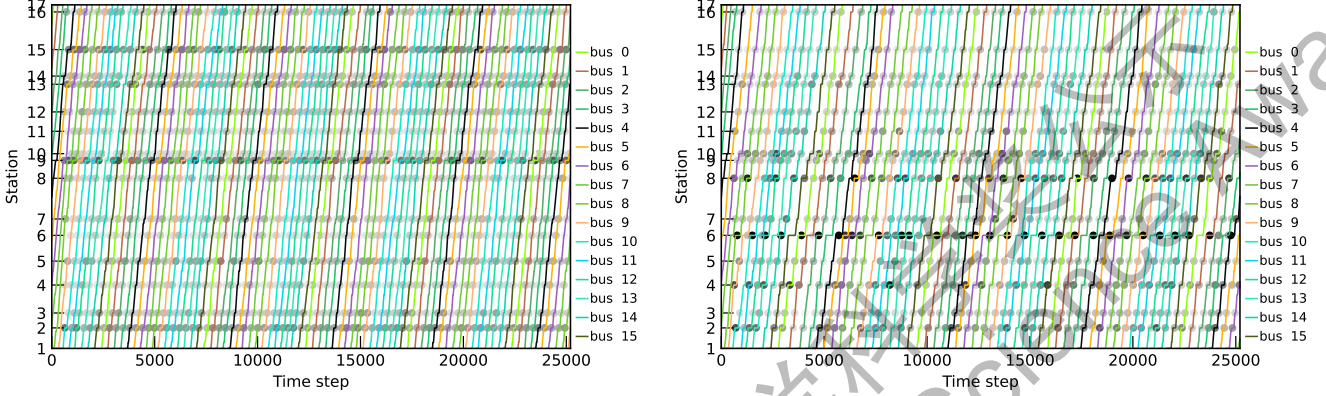 17
16
15
14
13
12
11
10
9
8
7
6
5
4
3
2
1
Station
0 5000 10000 15000 20000 25000
Time step
bus 0
bus 1
bus 2
bus 3
bus 4
bus 5
bus 6
bus 7
bus 8
bus 9
bus 10
bus 11
bus 12
bus 13
bus 14
bus 15
17
16
15
14
13
12
11
10
9
8
7
6
5
4
3
2
1
Station
0 5000 10000 15000 20000 25000
Time step
bus 0
bus 1
bus 2
bus 3
bus 4
bus 5
bus 6
bus 7
bus 8
bus 9
bus 10
bus 11
bus 12
bus 13
bus 14
bus 15
Science Awa